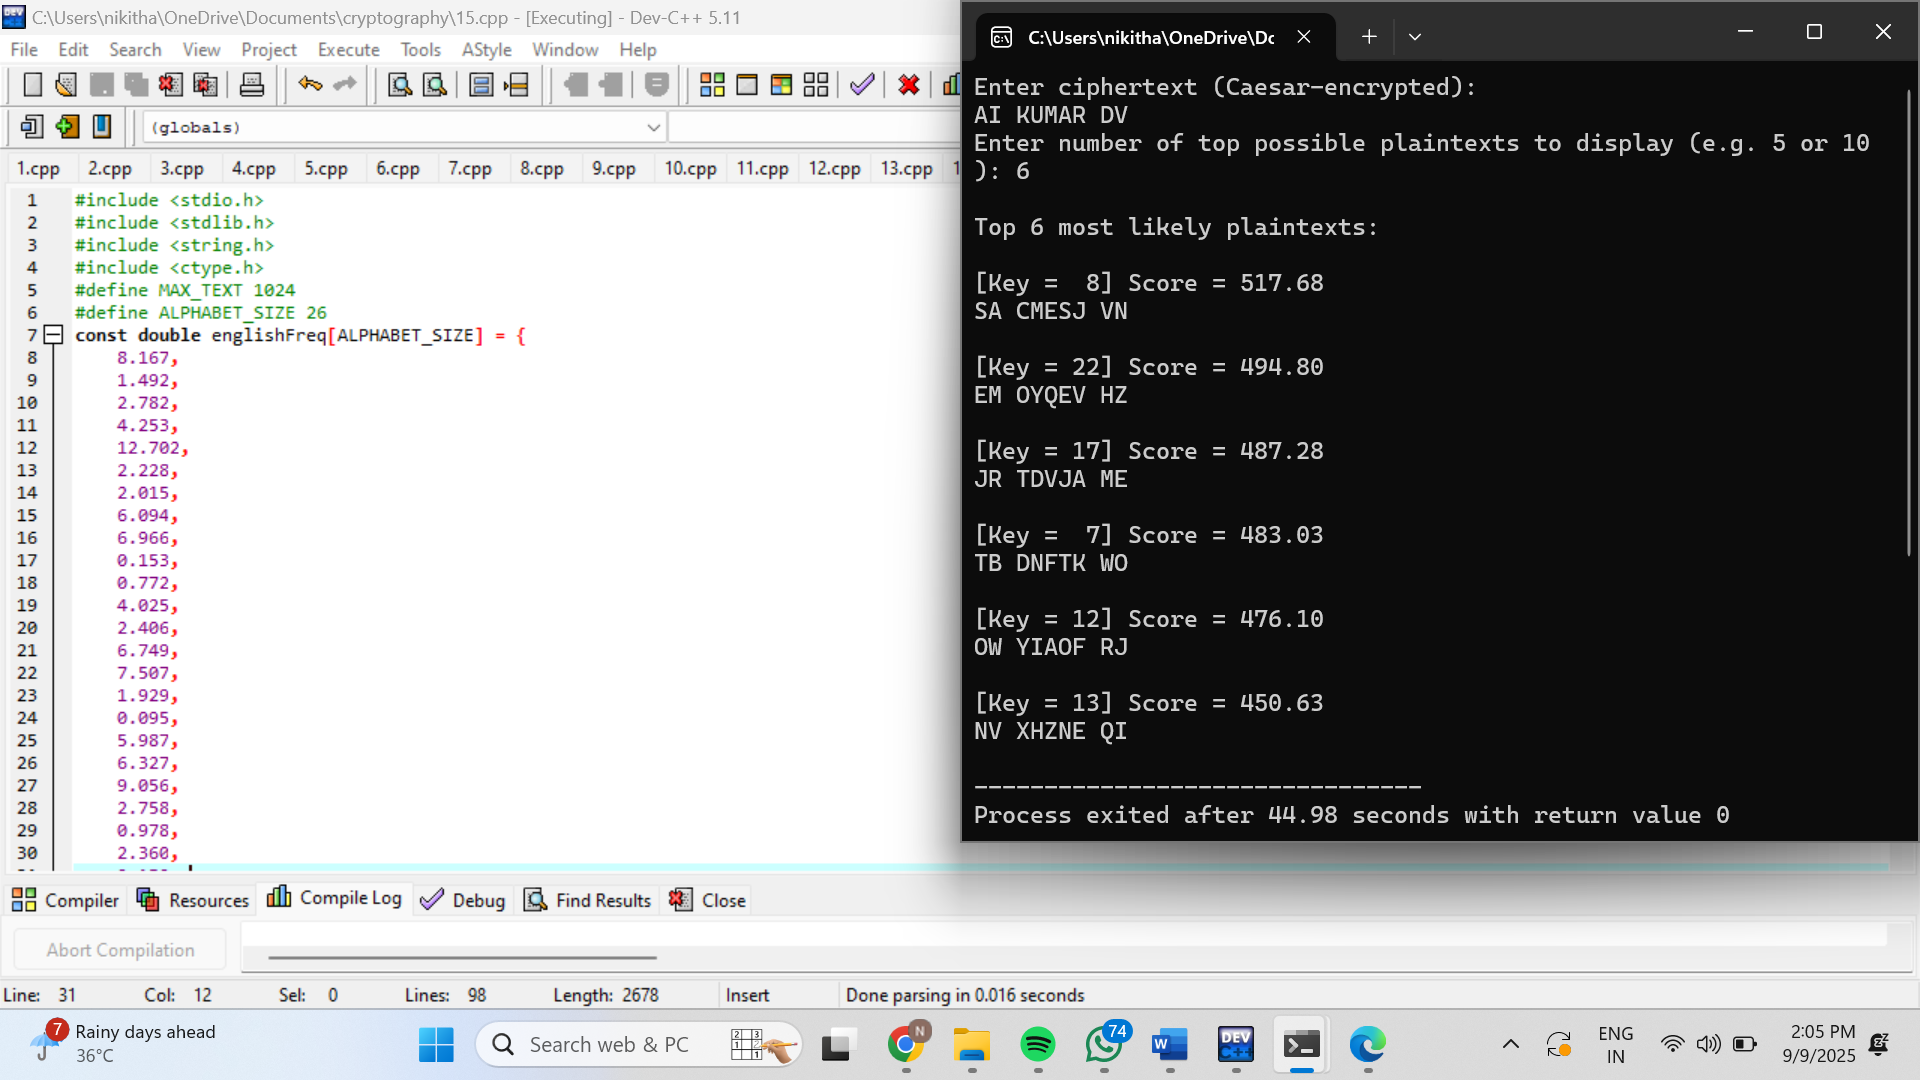 C:\Users\nikitha\OneDrive\Documents\cryptography\15.cpp - [Executing] - Dev-C++ 5.11
File Edit Search View Project Execute Tools AStyle Window Help
(globals)
1.cpp 2.cpp 3.cpp 4.cpp 5.cpp 6.cpp 7.cpp 8.cpp 9.cpp 10.cpp 11.cpp 12.cpp 13.cpp 1
1 #include <stdio.h>
2 #include <stdlib.h>
3 #include <string.h>
4 #include <ctype.h>
5 #define MAX_TEXT 1024
6 #define ALPHABET_SIZE 26
7 const double englishFreq[ALPHABET_SIZE] = {
8 8.167,
9 1.492,
10 2.782,
11 4.253,
12 12.702,
13 2.228,
14 2.015,
15 6.094,
16 6.966,
17 0.153,
18 0.772,
19 4.025,
20 2.406,
21 6.749,
22 7.507,
23 1.929,
24 0.095,
25 5.987,
26 6.327,
27 9.056,
28 2.758,
29 0.978,
30 2.360,
C:\Users\nikitha\OneDrive\Dc
Enter ciphertext (Caesar-encrypted):
AI KUMAR DV
Enter number of top possible plaintexts to display (e.g. 5 or 10
): 6
Top 6 most likely plaintexts:
[Key =  8] Score = 517.68
SA CMESJ VN
[Key = 22] Score = 494.80
EM OYQEV HZ
[Key = 17] Score = 487.28
JR TDVJA ME
[Key =  7] Score = 483.03
TB DNFTK WO
[Key = 12] Score = 476.10
OW YIAOF RJ
[Key = 13] Score = 450.63
NV XHZNE QI
--------------------------------
Process exited after 44.98 seconds with return value 0
Compiler Resources Compile Log Debug Find Results Close
Abort Compilation
Line: 31 Col: 12 Sel: 0 Lines: 98 Length: 2678 Insert Done parsing in 0.016 seconds
7
Rainy days ahead
36°C
Search web & PC
N
74
W
DEV
C++
ENG
IN
2:05 PM
9/9/2025